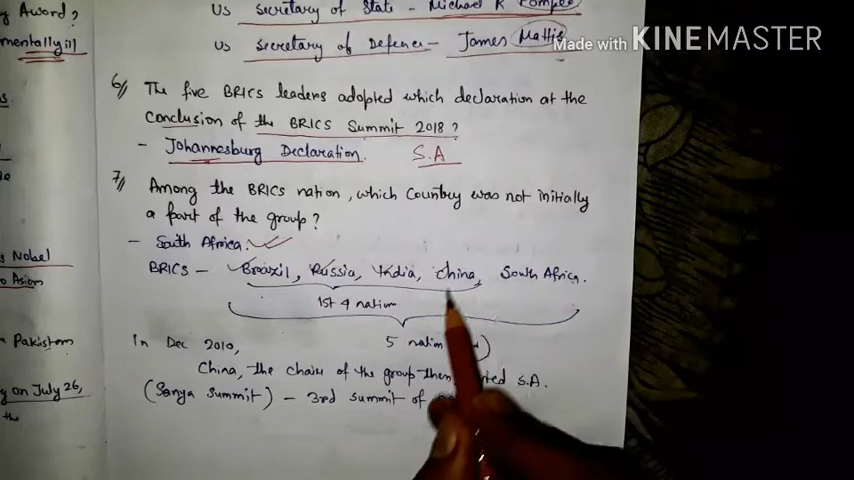 Award?
US Secretary of State - Michael R Pompeo
mentally ill
US Secretary of Defence - James Mattis
Made with KINEMASTER
6) The five BRICS leaders adopted which declaration at the
conclusion of the BRICS Summit 2018?
- Johannesburg Declaration. S.A
7) Among the BRICS nation, which Country was not initially
a part of the group?
- South Africa.
BRICS - Brazil, Russia, India, China, South Africa.
Nobel
Asian
1st 4 nation
Pakistan
In Dec 2010, 5 nation
China, the chair of the group then S.A.
on July 26,
(Sanya Summit) - 3rd summit of
the